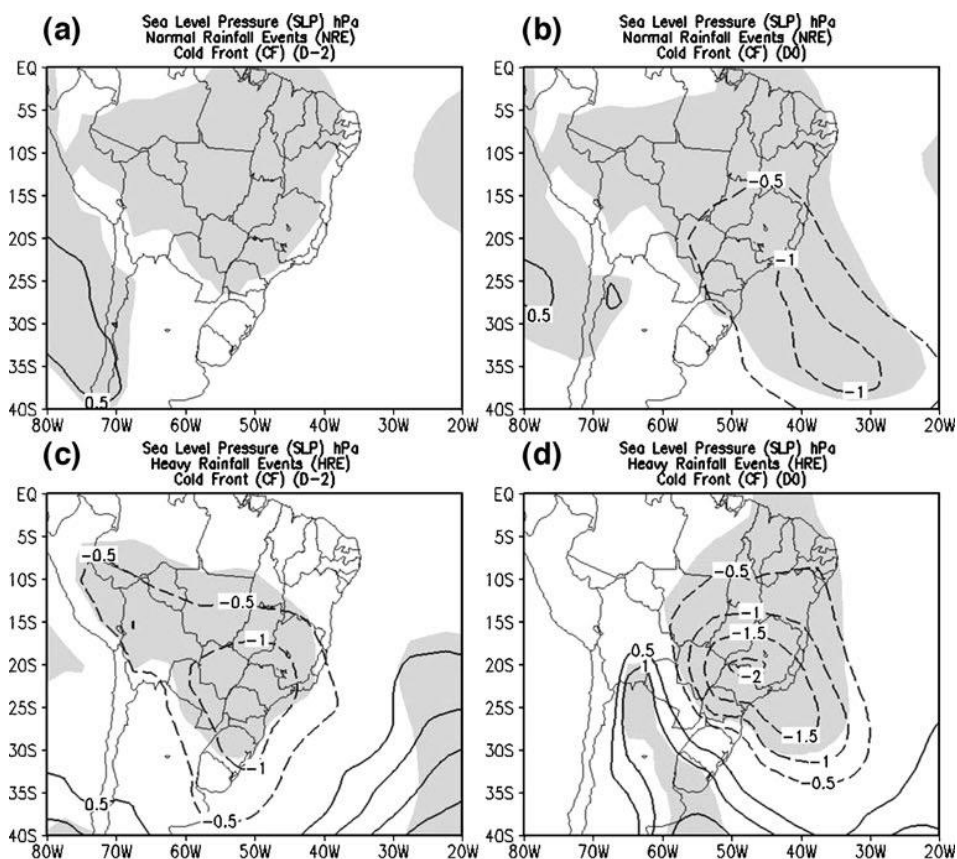 (a)
Sea Level Pressure (SLP) hPa
Normal Rainfall Events (NRE)
Cold Front (CF) (D-2)
EQ
5S
10S
15S
20S
25S
30S
35S
40S
0.5
80W 70W 60W 50W 40W 30W 20W
(b)
Sea Level Pressure (SLP) hPa
Normal Rainfall Events (NRE)
Cold Front (CF) (D0)
EQ
5S
10S
15S
20S
25S
30S
35S
40S
-0.5
-1
0.5
-1
80W 70W 60W 50W 40W 30W 20W
(c)
Sea Level Pressure (SLP) hPa
Heavy Rainfall Events (HRE)
Cold Front (CF) (D-2)
EQ
5S
10S
15S
20S
25S
30S
35S
40S
-0.5
-0.5
-1
-1
0.5
-0.5
80W 70W 60W 50W 40W 30W 20W
(d)
Sea Level Pressure (SLP) hPa
Heavy Rainfall Events (HRE)
Cold Front (CF) (D0)
EQ
5S
10S
15S
20S
25S
30S
35S
40S
-0.5
-1
-1.5
0.5
1
-2
-1.5
-1
-0.5
80W 70W 60W 50W 40W 30W 20W